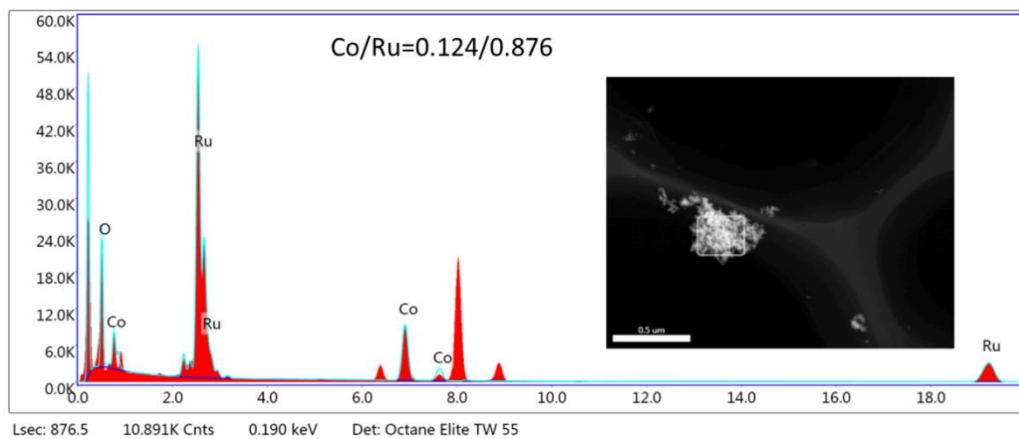 Co/Ru=0.124/0.876
60.0K
54.0K
48.0K
42.0K
36.0K
30.0K
24.0K
18.0K
12.0K
6.0K
0.0K
Ru
O
Co
Ru
Co
Co
Ru
0.5 um
0.0 2.0 4.0 6.0 8.0 10.0 12.0 14.0 16.0 18.0
Lsec: 876.5 10.891K Cnts 0.190 keV Det: Octane Elite TW 55